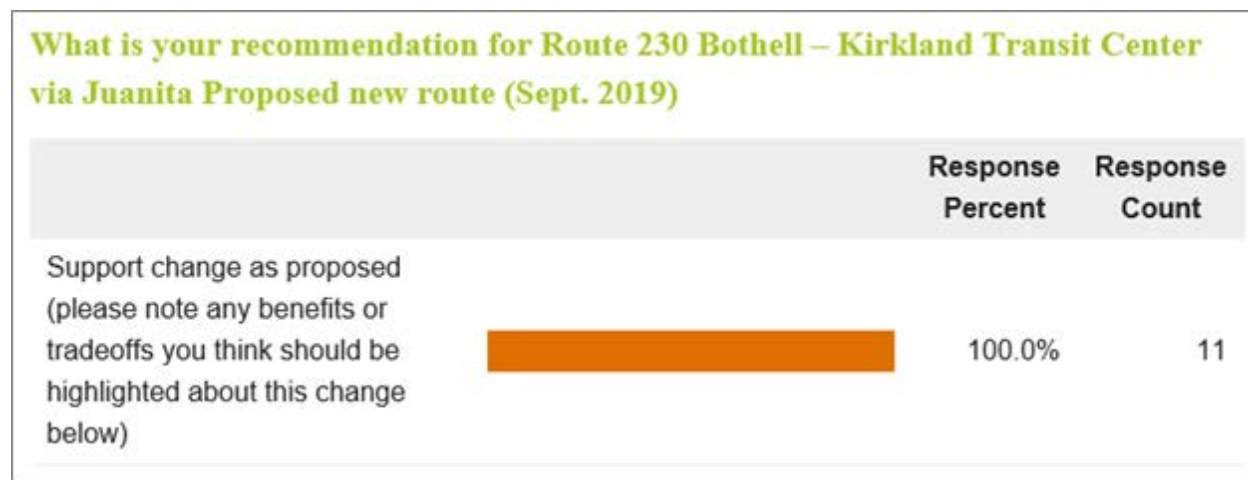 What is your recommendation for Route 230 Bothell – Kirkland Transit Center
via Juanita Proposed new route (Sept. 2019)
Response Percent
Response Count
Support change as proposed
(please note any benefits or
tradeoffs you think should be
highlighted about this change
below)
100.0%
11